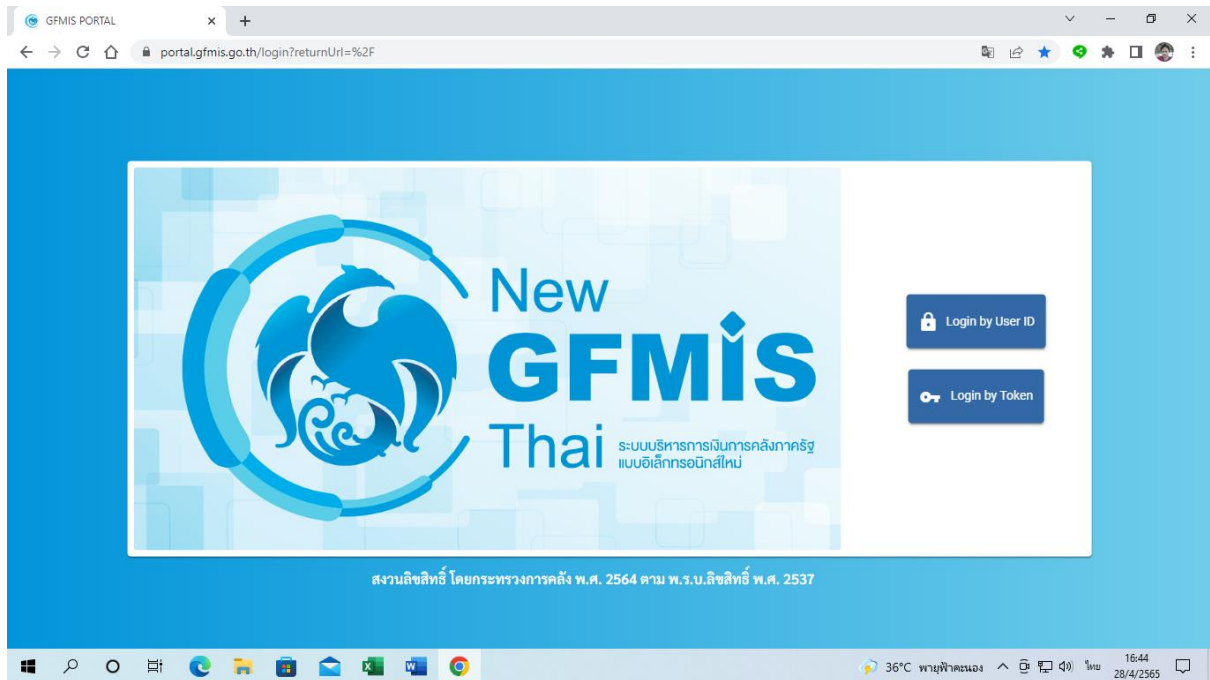 GFMIS PORTAL
portal.gfmis.go.th/login?returnUrl=%2F
New
GFMIS
Thai
ระบบบริหารการเงินการคลังภาครัฐ
แบบอิเล็กทรอนิกส์ใหม่
Login by User ID
Login by Token
สงวนลิขสิทธิ์ โดยกระทรวงการคลัง พ.ศ. 2564 ตาม พ.ร.บ.ลิขสิทธิ์ พ.ศ. 2537
36°C พายุฟ้าคะนอง
ไทย
16:44
28/4/2565